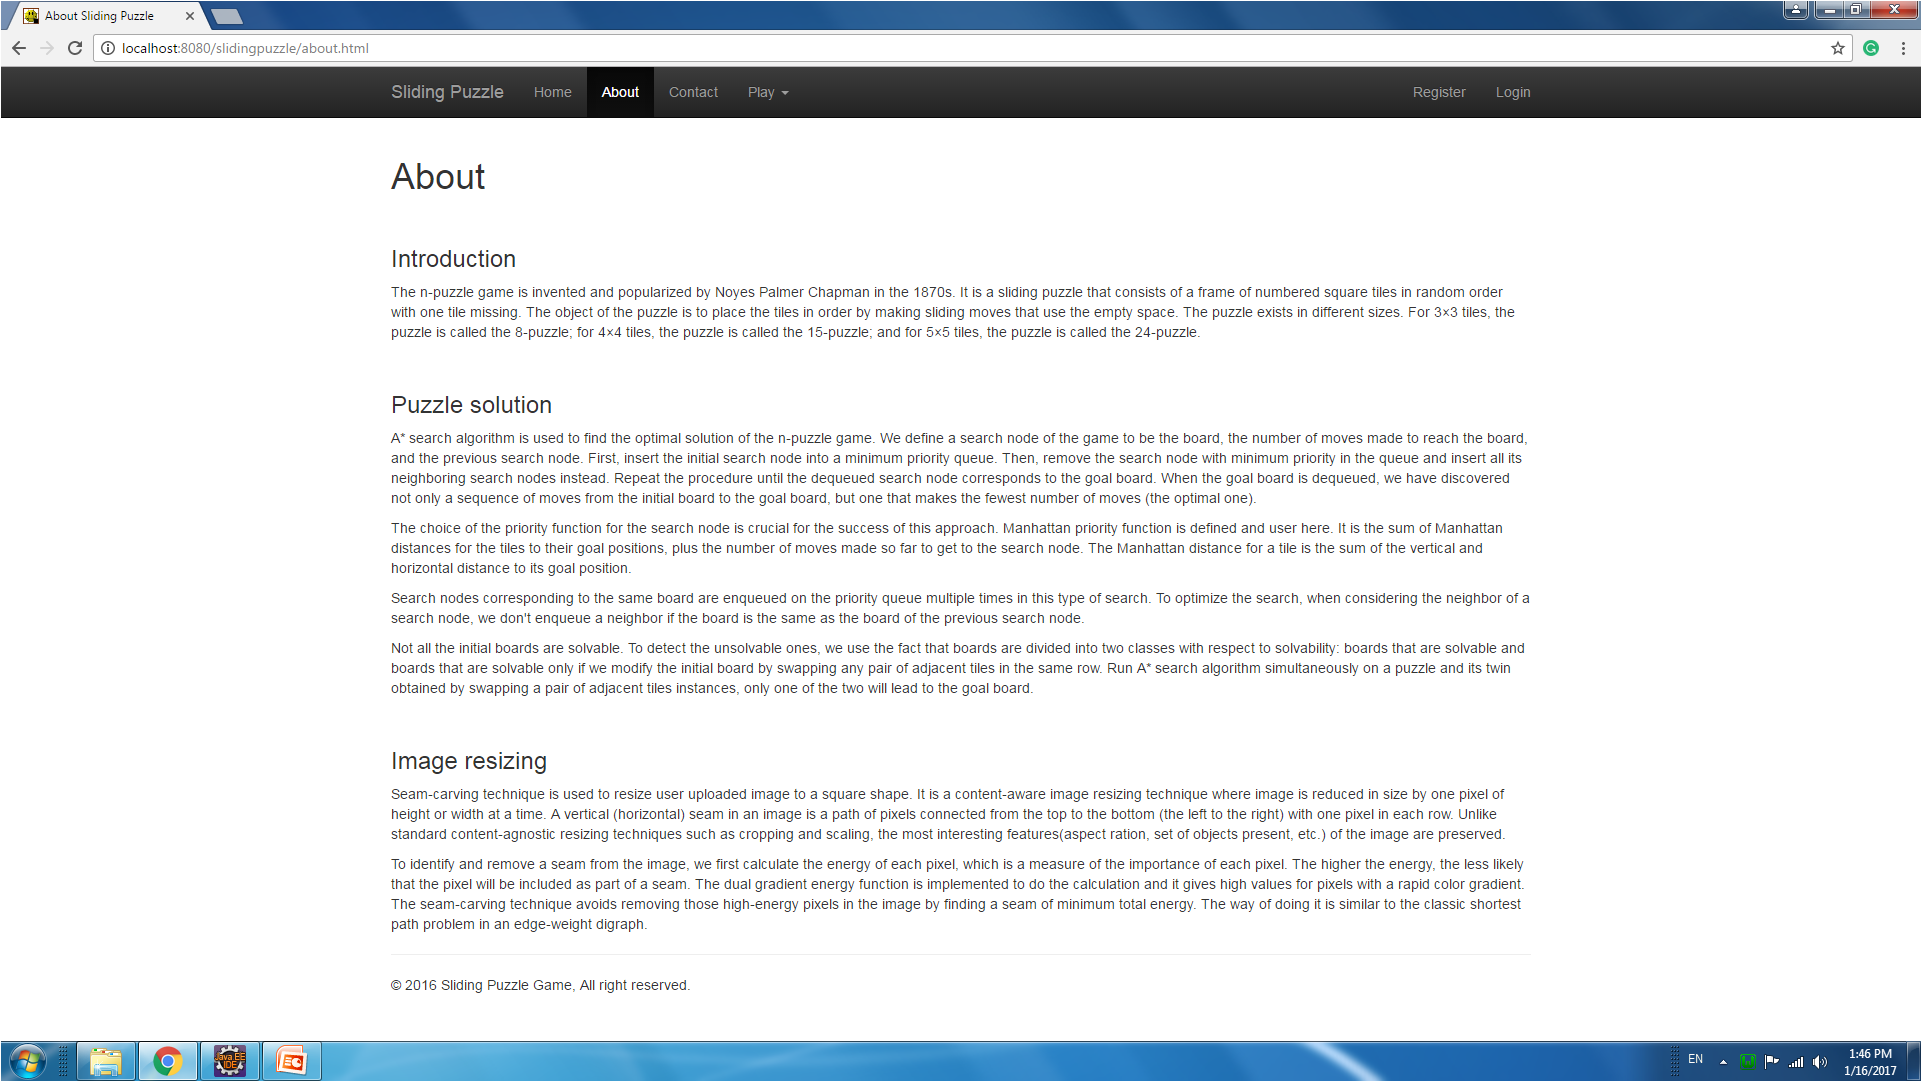 About Sliding Puzzle
localhost:8080/slidingpuzzle/about.html
Sliding Puzzle Home About Contact Play Register Login
About
Introduction
The n-puzzle game is invented and popularized by Noyes Palmer Chapman in the 1870s. It is a sliding puzzle that consists of a frame of numbered square tiles in random order
with one tile missing. The object of the puzzle is to place the tiles in order by making sliding moves that use the empty space. The puzzle exists in different sizes. For 3×3 tiles, the
puzzle is called the 8-puzzle; for 4×4 tiles, the puzzle is called the 15-puzzle; and for 5×5 tiles, the puzzle is called the 24-puzzle.
Puzzle solution
A* search algorithm is used to find the optimal solution of the n-puzzle game. We define a search node of the game to be the board, the number of moves made to reach the board,
and the previous search node. First, insert the initial search node into a minimum priority queue. Then, remove the search node with minimum priority in the queue and insert all its
neighboring search nodes instead. Repeat the procedure until the dequeued search node corresponds to the goal board. When the goal board is dequeued, we have discovered
not only a sequence of moves from the initial board to the goal board, but one that makes the fewest number of moves (the optimal one).
The choice of the priority function for the search node is crucial for the success of this approach. Manhattan priority function is defined and user here. It is the sum of Manhattan
distances for the tiles to their goal positions, plus the number of moves made so far to get to the search node. The Manhattan distance for a tile is the sum of the vertical and
horizontal distance to its goal position.
Search nodes corresponding to the same board are enqueued on the priority queue multiple times in this type of search. To optimize the search, when considering the neighbor of a
search node, we don't enqueue a neighbor if the board is the same as the board of the previous search node.
Not all the initial boards are solvable. To detect the unsolvable ones, we use the fact that boards are divided into two classes with respect to solvability: boards that are solvable and
boards that are solvable only if we modify the initial board by swapping any pair of adjacent tiles in the same row. Run A* search algorithm simultaneously on a puzzle and its twin
obtained by swapping a pair of adjacent tiles instances, only one of the two will lead to the goal board.
Image resizing
Seam-carving technique is used to resize user uploaded image to a square shape. It is a content-aware image resizing technique where image is reduced in size by one pixel of
height or width at a time. A vertical (horizontal) seam in an image is a path of pixels connected from the top to the bottom (the left to the right) with one pixel in each row. Unlike
standard content-agnostic resizing techniques such as cropping and scaling, the most interesting features(aspect ration, set of objects present, etc.) of the image are preserved.
To identify and remove a seam from the image, we first calculate the energy of each pixel, which is a measure of the importance of each pixel. The higher the energy, the less likely
that the pixel will be included as part of a seam. The dual gradient energy function is implemented to do the calculation and it gives high values for pixels with a rapid color gradient.
The seam-carving technique avoids removing those high-energy pixels in the image by finding a seam of minimum total energy. The way of doing it is similar to the classic shortest
path problem in an edge-weight digraph.
© 2016 Sliding Puzzle Game, All right reserved.
Java EE
IDE
EN
1:46 PM
1/16/2017